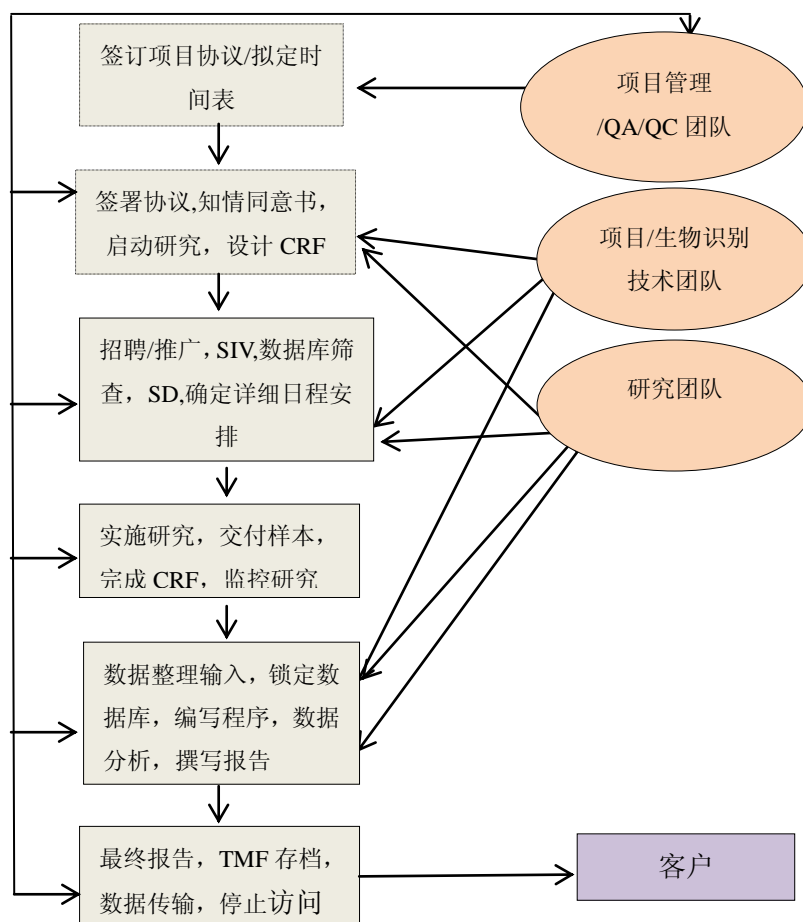 签订项目协议/拟定时
间表
项目管理
/QA/QC 团队
签署协议,知情同意书，
启动研究，设计 CRF
项目/生物识别
技术团队
招聘/推广，SIV,数据库筛
查，SD,确定详细日程安
排
研究团队
实施研究，交付样本，
完成 CRF，监控研究
数据整理输入，锁定数
据库，编写程序，数据
分析，撰写报告
最终报告，TMF 存档，
数据传输，停止访问
客户